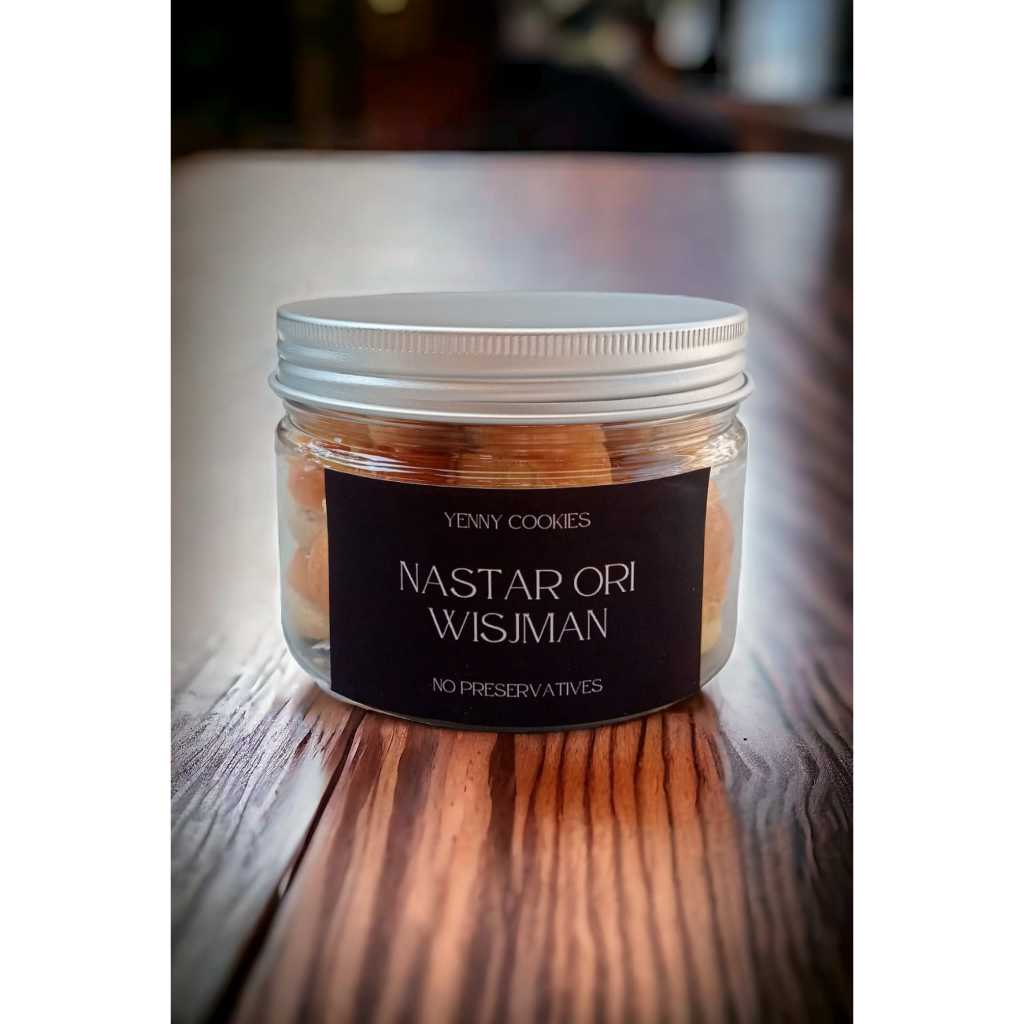 YENNY COOKIES
NASTAR ORI
WISJMAN
NO PRESERVATIVES